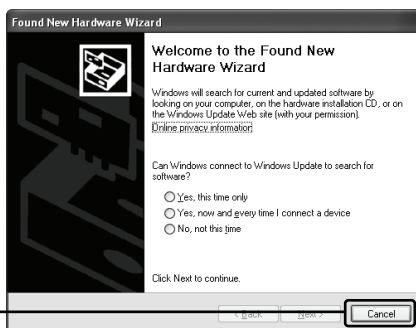 Found New Hardware Wizard
Welcome to the Found New
Hardware Wizard
Windows will search for current and updated software by
looking on your computer, on the hardware installation CD, or on
the Windows Update Web site (with your permission).
Online privacy information
Can Windows connect to Windows Update to search for
software?
Yes, this time only
Yes, now and every time I connect a device
No, not this time
Click Next to continue.
< Back Next > Cancel